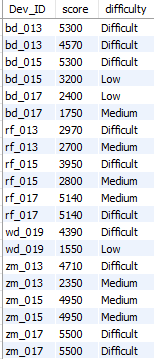 Dev_ID score difficulty
bd_013 5300 Difficult
bd_013 4570 Difficult
bd_015 5300 Difficult
bd_015 3200 Low
bd_017 2400 Low
bd_017 1750 Medium
rf_013 2970 Difficult
rf_013 2700 Medium
rf_015 3950 Difficult
rf_015 2800 Medium
rf_017 5140 Medium
rf_017 5140 Difficult
wd_019 4390 Difficult
wd_019 1550 Low
zm_013 4710 Difficult
zm_013 2350 Medium
zm_015 4950 Medium
zm_015 4950 Difficult
zm_017 5500 Difficult
zm_017 5500 Difficult